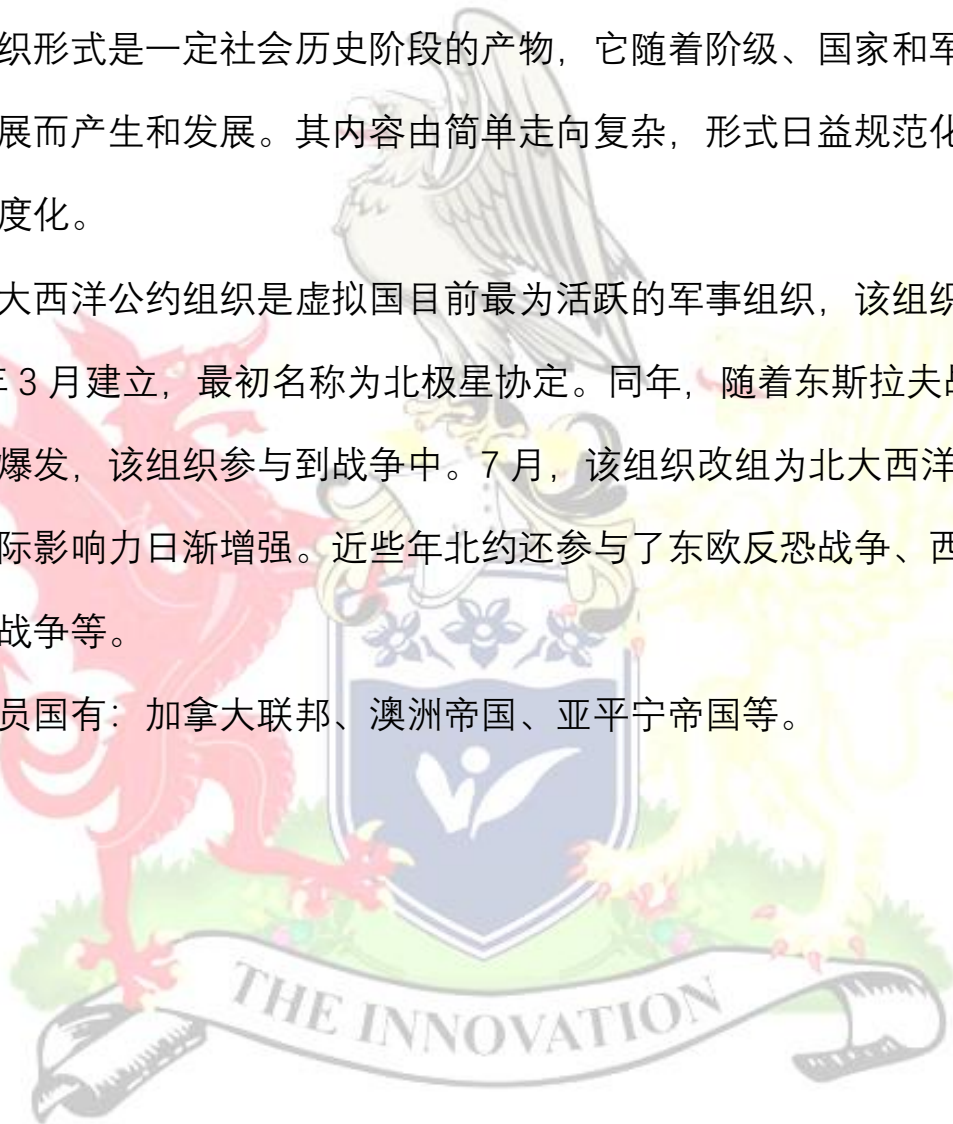 织形式是一定社会历史阶段的产物，它随着阶级、国家和军
展而产生和发展。其内容由简单走向复杂，形式日益规范化
度化。
大西洋公约组织是虚拟国目前最为活跃的军事组织，该组织
年 3 月建立，最初名称为北极星协定。同年，随着东斯拉夫战
爆发，该组织参与到战争中。7 月，该组织改组为北大西洋
际影响力日渐增强。近些年北约还参与了东欧反恐战争、西
战争等。
员国有：加拿大联邦、澳洲帝国、亚平宁帝国等。
THE INNOVATION